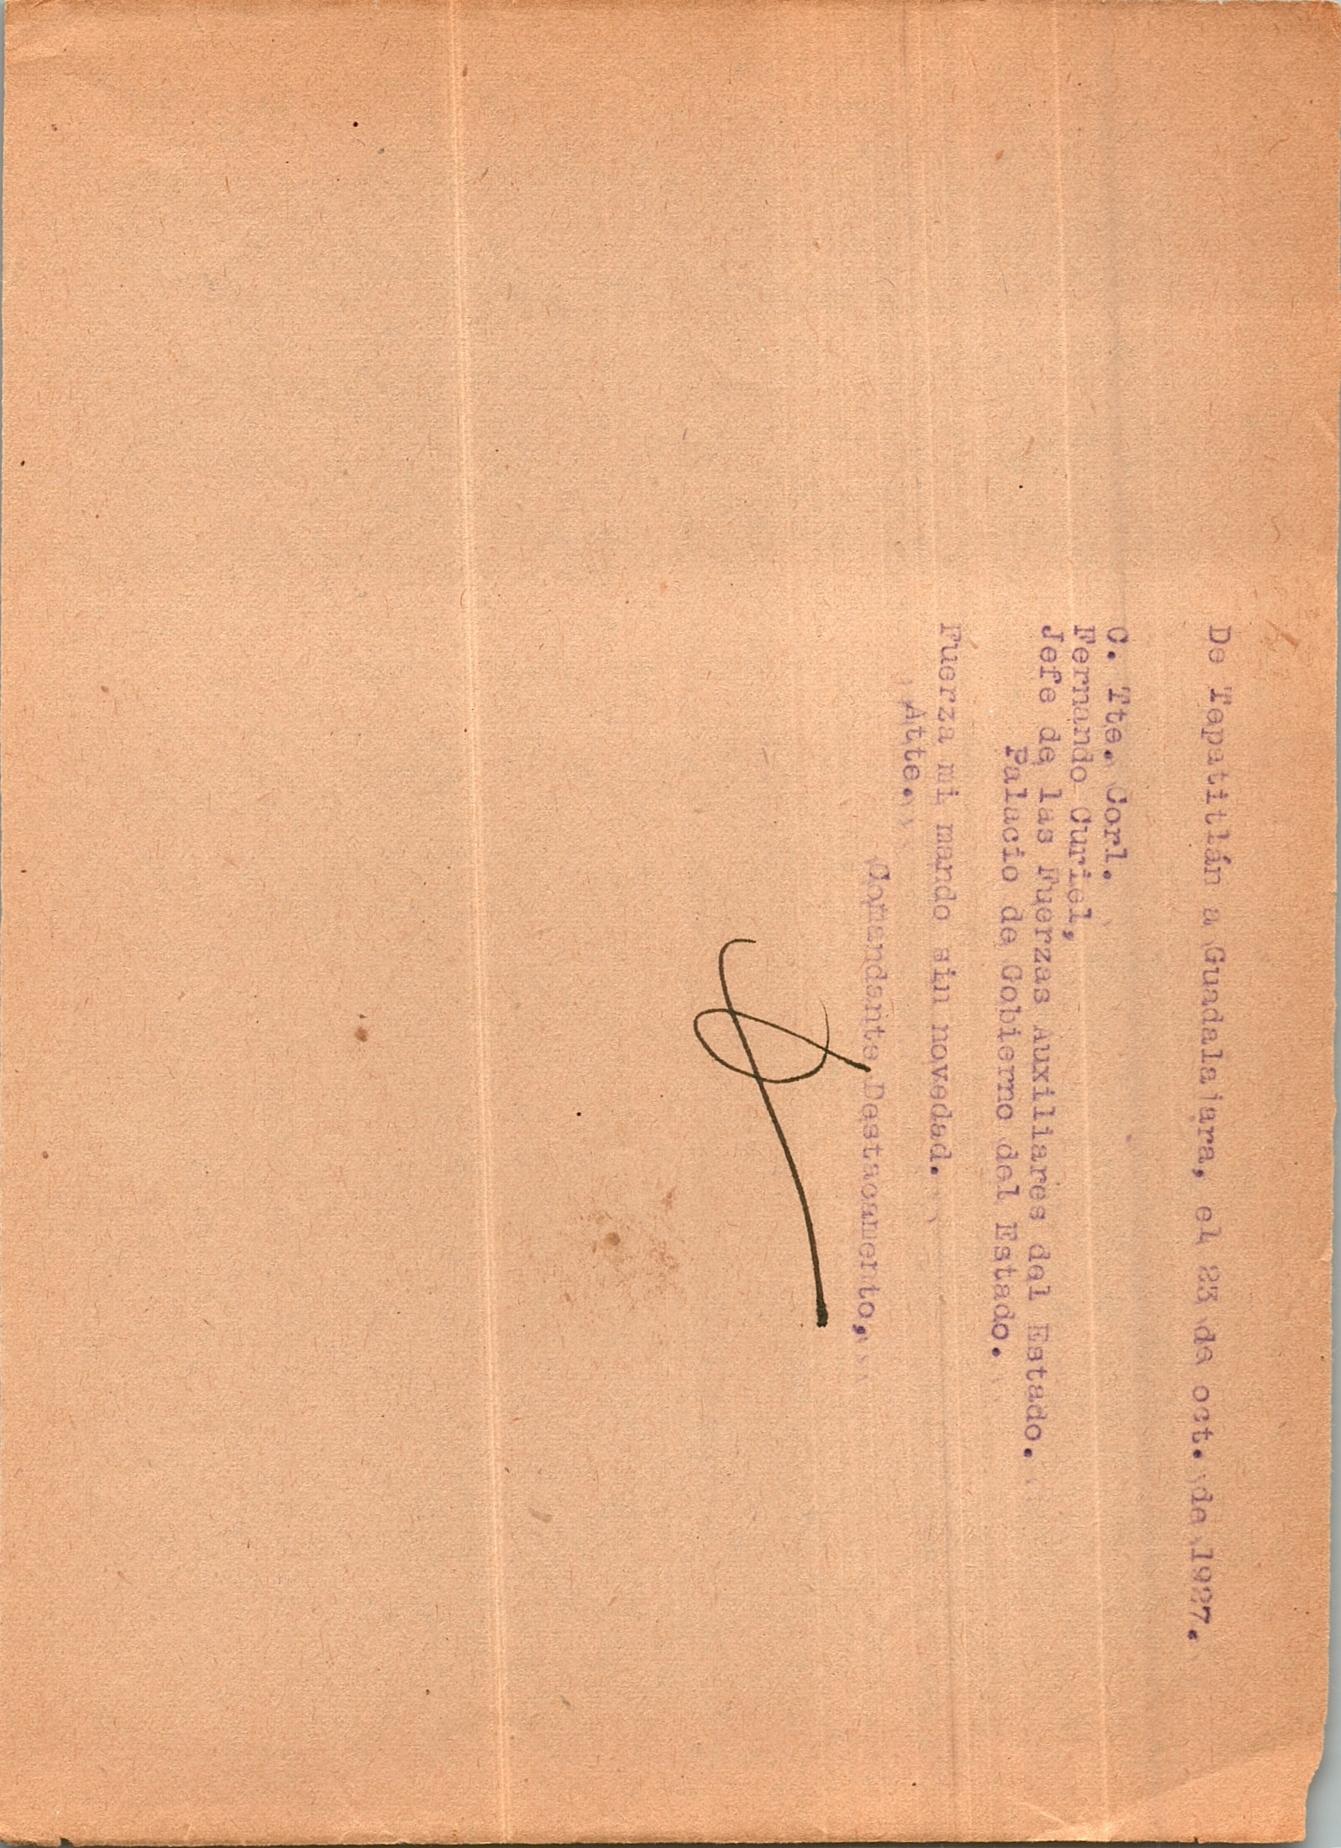 De Tepatitlán a Guadalajara, el 23 de oct. de 1927.
C. Tte. Corl.
Fernando Curiel,
Jefe de las Fuerzas Auxiliares del Estado.
Palacio de Gobierno del Estado.
Fuerza mi mando sin novedad.
Atte.
Comandante Destacamento,